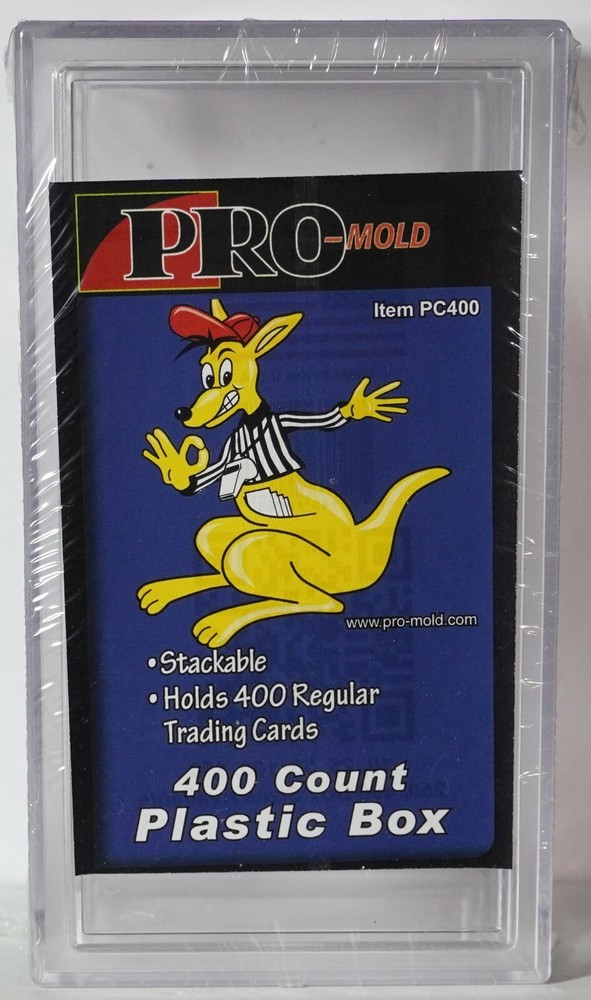 PRO-MOLD
Item PC400
www.pro-mold.com
•Stackable
•Holds 400 Regular
Trading Cards
400 Count
Plastic Box